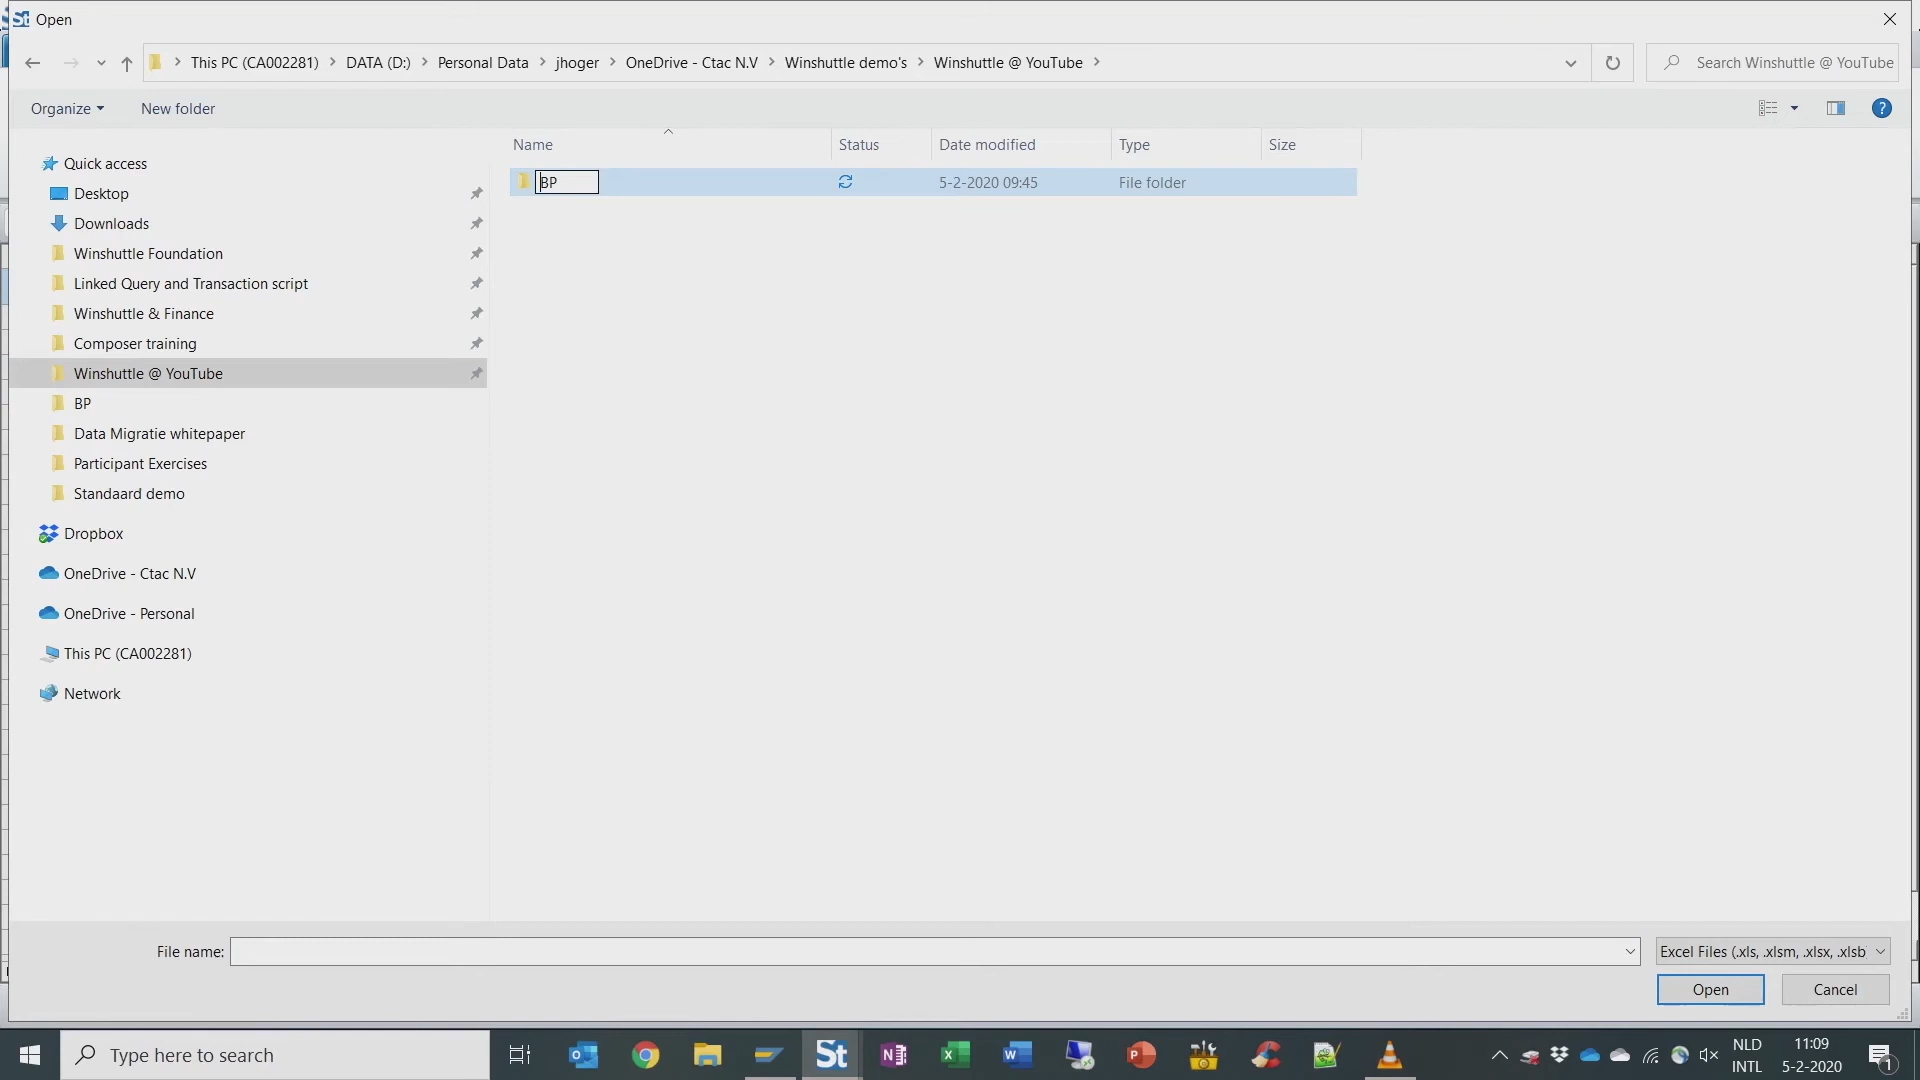 Open
This PC (CA002281) DATA (D:) Personal Data jhoger OneDrive - Ctac N.V Winshuttle demo's Winshuttle @ YouTube
Search Winshuttle @ YouTube
Organize New folder
Name Status Date modified Type Size
BP 5-2-2020 09:45 File folder
Quick access
Desktop
Downloads
Winshuttle Foundation
Linked Query and Transaction script
Winshuttle & Finance
Composer training
Winshuttle @ YouTube
BP
Data Migratie whitepaper
Participant Exercises
Standaard demo
Dropbox
OneDrive - Ctac N.V
OneDrive - Personal
This PC (CA002281)
Network
File name: Excel Files (.xls, .xlsm, .xlsx, .xlsb
Open Cancel
Type here to search
NLD 11:09
INTL 5-2-2020
1